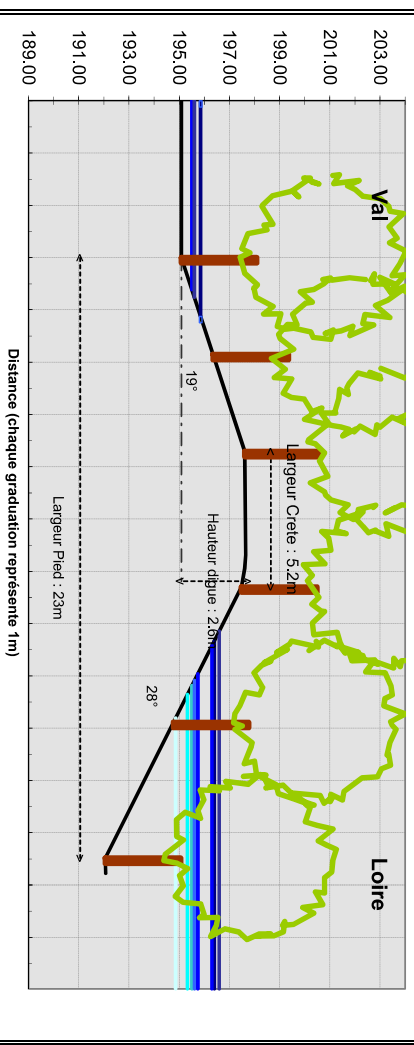 203.00
201.00
199.00
197.00
195.00
193.00
191.00
189.00
Val
Loire
Largeur Crete : 5.2m
Hauteur digue : 2.6m
19°
28°
Largeur Pied : 23m
Distance (chaque graduation représente 1m)